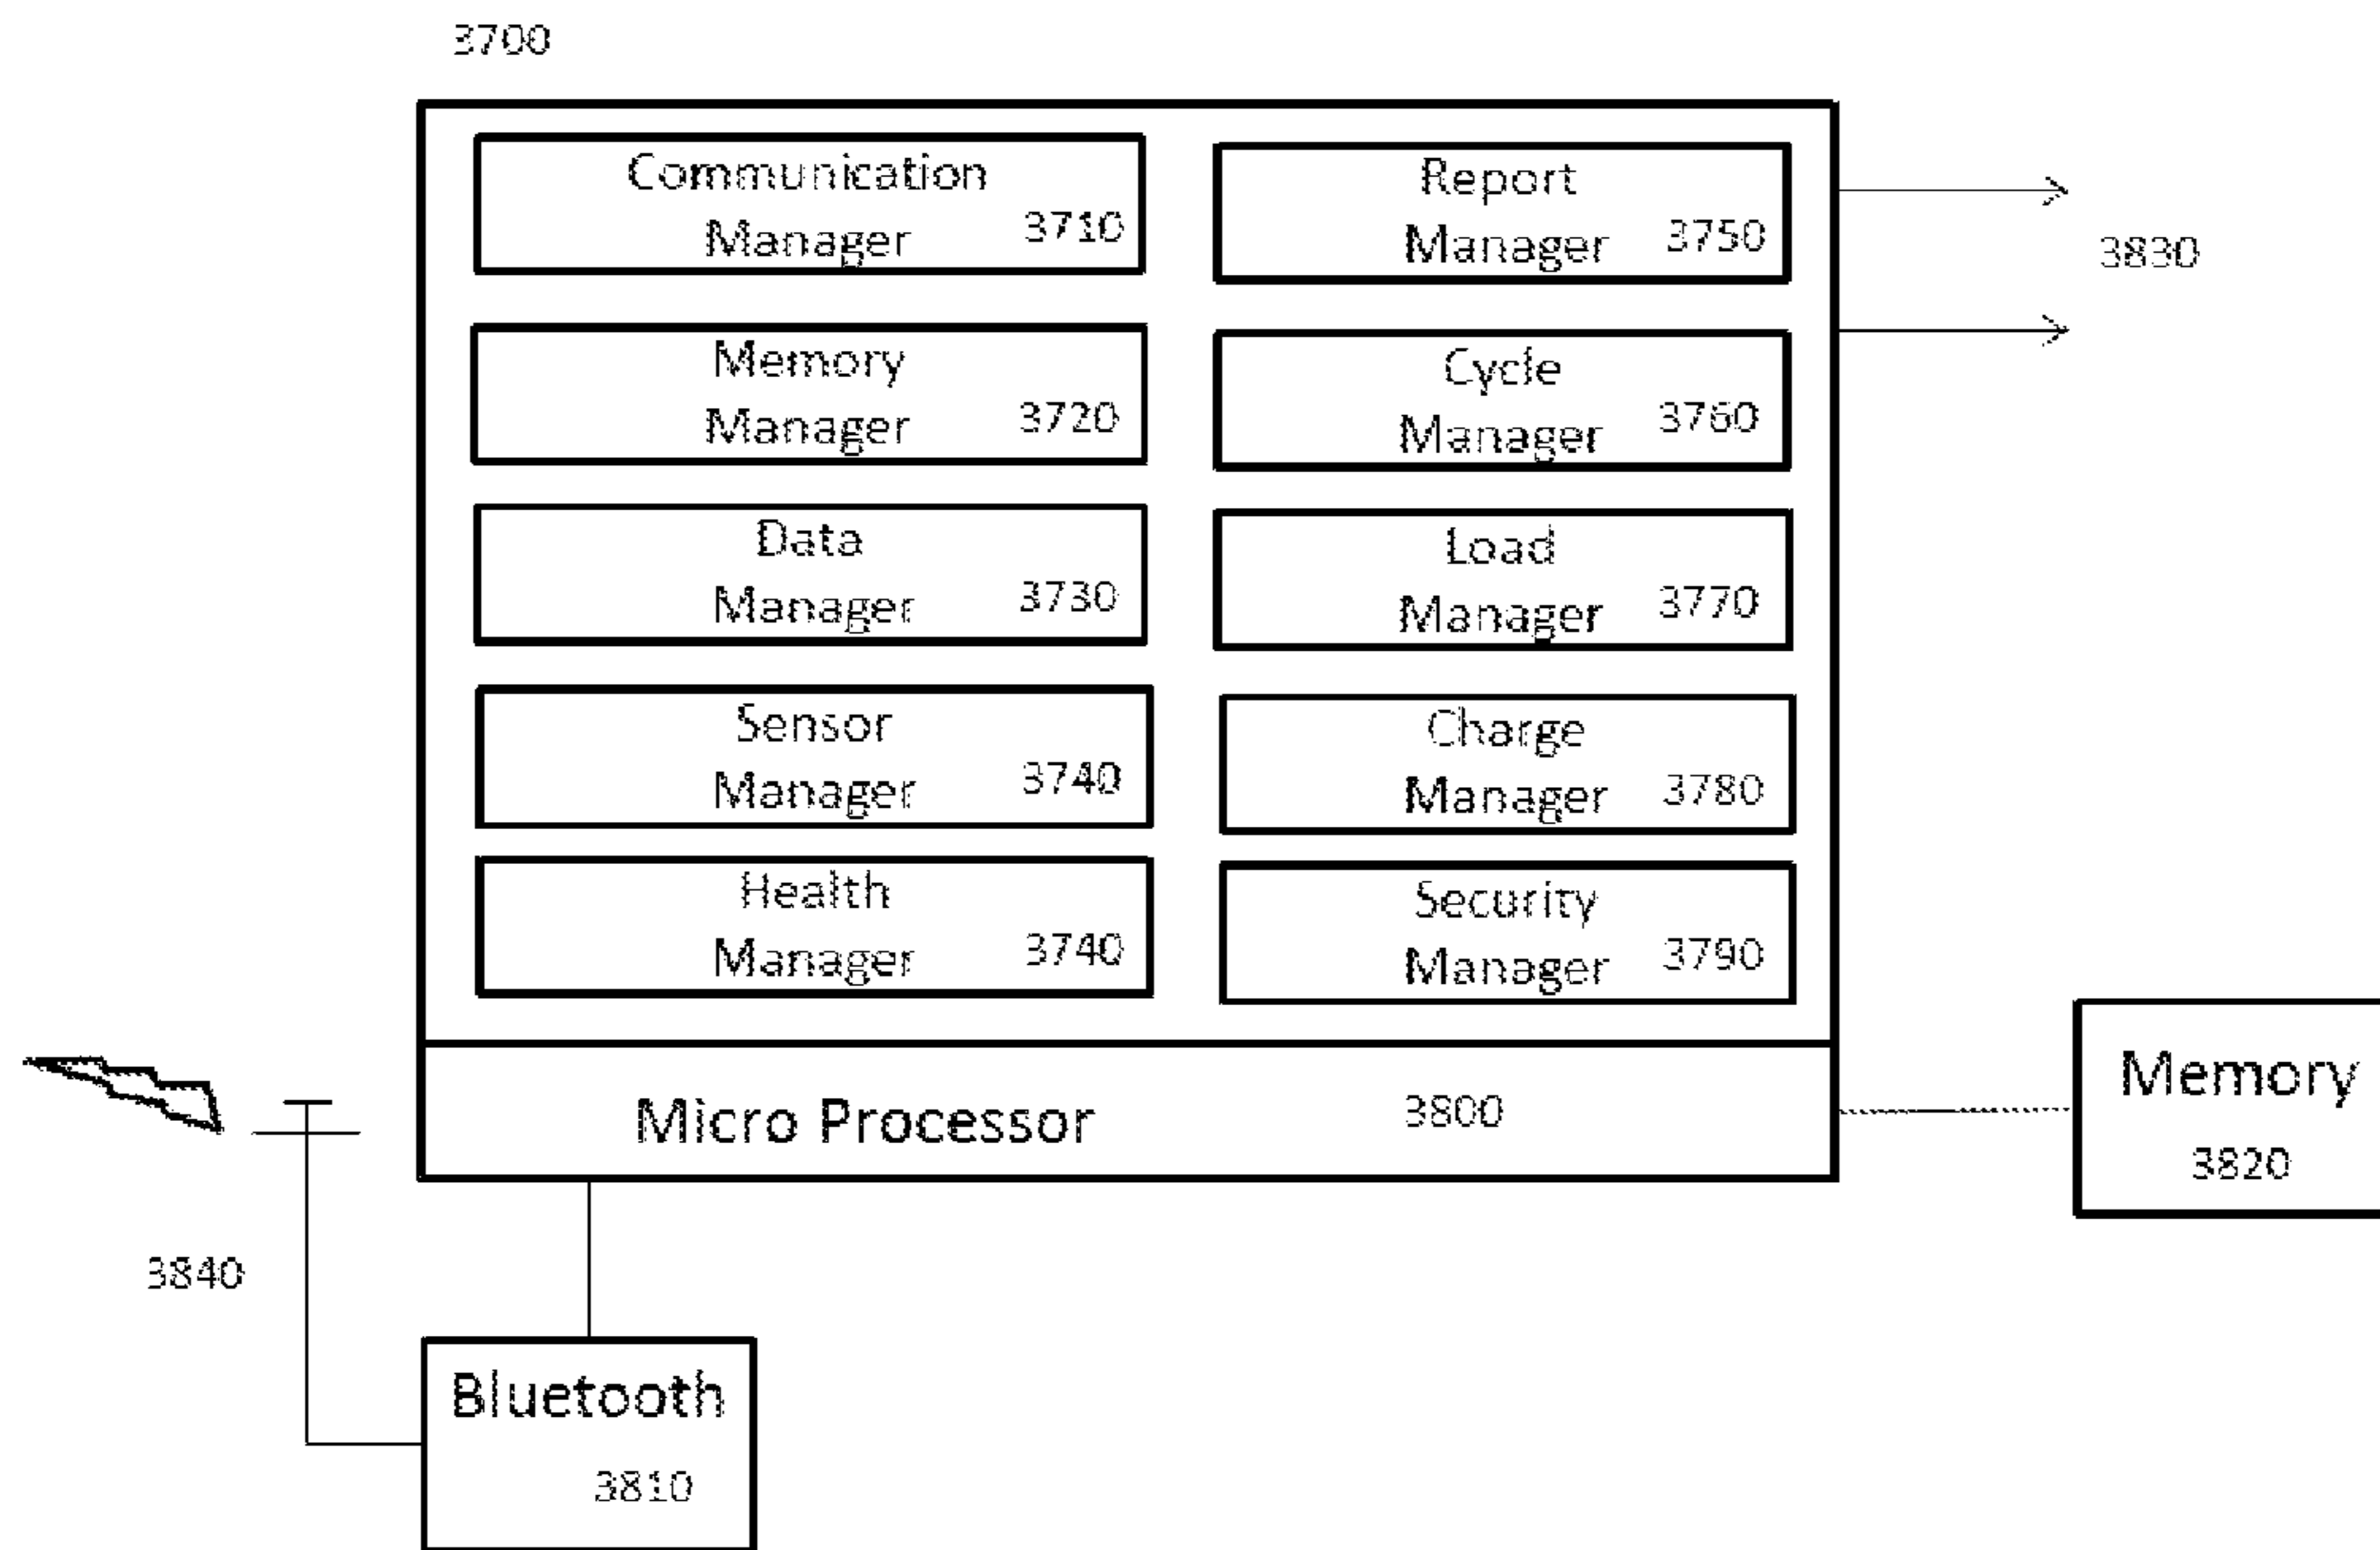 3700
Communication
Manager 3710
Memory
Manager 3720
Data
Manager 3730
Sensor
Manager 3740
Health
Manager 3740
Report
Manager 3750
Cycle
Manager 3760
Load
Manager 3770
Charge
Manager 3780
Security
Manager 3790
3830
Micro Processor 3800
Memory
3820
3840
Bluetooth
3810